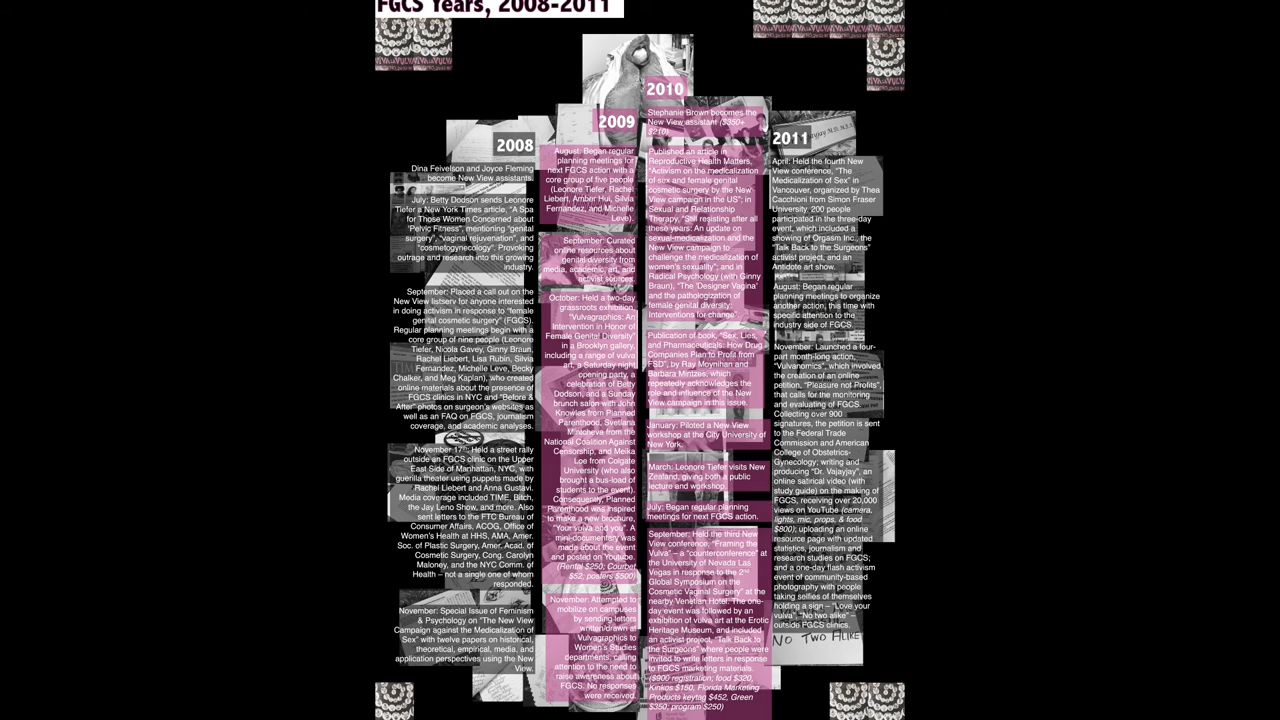 FGCS Years, 2008-2011
2008
Dina Feivelson and Joyce Fleming
become New View assistants.
July: Betty Dodson sends Leonore
Tiefer a New York Times article, “A Spa
for Those Women Concerned about
‘Pelvic Fitness”, mentioning “genital
surgery”, “vaginal rejuvenation”, and
“cosmetogynecology”. Provoking
outrage and research into this growing
industry.
September: Placed a call out on the
New View listserv for anyone interested
in doing activism in response to “female
genital cosmetic surgery” (FGCS).
Regular planning meetings begin with a
core group of nine people (Leonore
Tiefer, Nicola Gavey, Ginny Braun,
Rachel Liebert, Lisa Rubin, Silvia
Fernandez, Michelle Leve, Becky
Chalker, and Meg Kaplan), who created
online materials about the presence of
FGCS clinics in NYC and “Before &
After” photos on surgeon’s websites as
well as an FAQ on FGCS, journalism
coverage, and academic analyses.
November 17th: Held a street rally
outside an FGCS clinic on the Upper
East Side of Manhattan, NYC, with
guerilla theater using puppets made by
Rachel Liebert and Anna Gustavi.
Media coverage included TIME, Bitch,
the Jay Leno Show, and more. Also
sent letters to the FTC Bureau of
Consumer Affairs, ACOG, Office of
Women’s Health at HHS, AMA, Amer.
Soc. of Plastic Surgery, Amer. Acad. of
Cosmetic Surgery, Cong. Carolyn
Maloney, and the NYC Comm. of
Health – not a single one of whom
responded.
November: Special Issue of Feminism
& Psychology on “The New View
Campaign against the Medicalization of
Sex” with twelve papers on historical,
theoretical, empirical, media, and
application perspectives using the New
View.
2009
August: Began regular
planning meetings for
next FGCS action with a
core group of five people
(Leonore Tiefer, Rachel
Liebert, Amber Hui, Silvia
Fernandez, and Michelle
Leve).
September: Curated
online resources about
genital diversity from
media, academic, art, and
activist sources.
October: Held a two-day
grassroots exhibition,
“Vulvagraphics: An
Intervention in Honor of
Female Genital Diversity”
in a Brooklyn gallery,
including a range of vulva
art, a Saturday night
opening party, a
celebration of Betty
Dodson, and a Sunday
brunch salon with John
Knowles from Planned
Parenthood, Svetlana
Mintcheva from the
National Coalition Against
Censorship, and Meika
Loe from Colgate
University (who also
brought a bus-load of
students to the event).
Consequently, Planned
Parenthood was inspired
to make a new brochure,
“Your vulva and you”. A
mini-documentary was
made about the event
and posted on Youtube.
(Rental $250; Courbet
$52; posters $500)
November: Attempted to
mobilize on campuses
by sending letters
written/drawn at
Vulvagraphics to
Women’s Studies
departments, calling
attention to the need to
raise awareness about
FGCS. No responses
were received.
2010
Stephanie Brown becomes the
New View assistant ($350+
$210).
Published an article in
Reproductive Health Matters,
“Activism on the medicalization
of sex and female genital
cosmetic surgery by the New
View campaign in the US”; in
Sexual and Relationship
Therapy, “Still resisting after all
these years: An update on
sexual-medicalization and the
New View campaign to
challenge the medicalization of
women’s sexuality”; and in
Radical Psychology (with Ginny
Braun), “The ‘Designer Vagina’
and the pathologization of
female genital diversity:
Interventions for change”.
Publication of book, “Sex, Lies,
and Pharmaceuticals: How Drug
Companies Plan to Profit from
FSD”, by Ray Moynihan and
Barbara Mintzes, which
repeatedly acknowledges the
role and influence of the New
View campaign in this issue.
January: Piloted a New View
workshop at the City University of
New York.
March: Leonore Tiefer visits New
Zealand, giving both a public
lecture and workshop.
July: Began regular planning
meetings for next FGCS action.
September: Held the third New
View conference, “Framing the
Vulva” – a “counterconference” at
the University of Nevada Las
Vegas in response to the 2nd
Global Symposium on the
Cosmetic Vaginal Surgery” at the
nearby Venetian Hotel. The one-
day event was followed by an
exhibition of vulva art at the Erotic
Heritage Museum, and included
an activist project, “Talk Back to
the Surgeons” where people were
invited to write letters in response
to FGCS marketing materials.
($900 registration; food $320,
Kinkos $150, Florida Marketing
Products keytag $452, Green
$350; program $250)
2011
April: Held the fourth New
View conference, “The
Medicalization of Sex” in
Vancouver, organized by Thea
Cacchioni from Simon Fraser
University. 200 people
participated in the three-day
event, which included a
showing of Orgasm Inc., the
“Talk Back to the Surgeons”
activist project, and an
Antidote art show.
August: Began regular
planning meetings to organize
another action, this time with
specific attention to the
industry side of FGCS.
November: Launched a four-
part month-long action,
“Vulvanomics”, which involved
the creation of an online
petition, “Pleasure not Profits”,
that calls for the monitoring
and evaluating of FGCS.
Collecting over 900
signatures, the petition is sent
to the Federal Trade
Commission and American
College of Obstetrics-
Gynecology; writing and
producing “Dr. Vajayjay”, an
online satirical video (with
study guide) on the making of
FGCS, receiving over 20,000
views on YouTube (camera,
lights, mic, props, & food
$800); uploading an online
resource page with updated
statistics, journalism and
research studies on FGCS;
and a one-day flash activism
event of community-based
photography with people
taking selfies of themselves
holding a sign – “Love your
vulva”, “No two alike” –
outside FGCS clinics.
NO TWO ALIKE